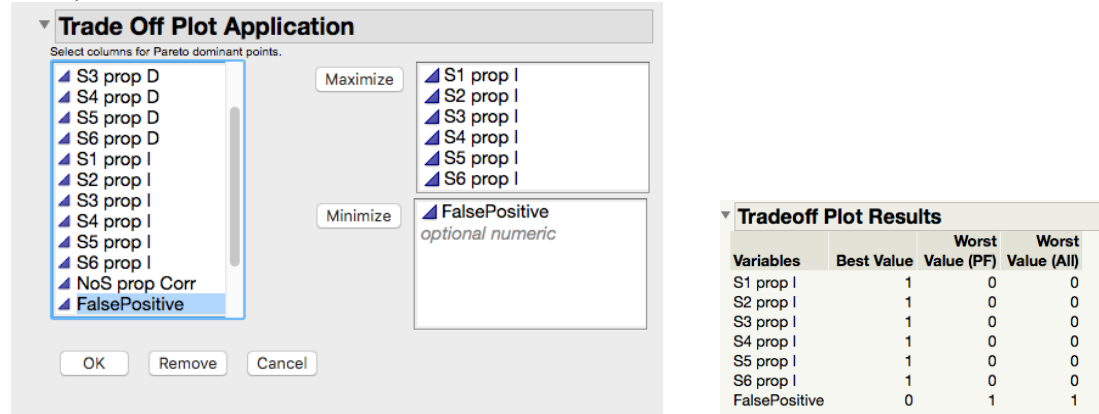 Trade Off Plot Application
Select columns for Pareto dominant points.
S3 prop D
S4 prop D
S5 prop D
S6 prop D
S1 prop I
S2 prop I
S3 prop I
S4 prop I
S5 prop I
S6 prop I
NoS prop Corr
FalsePositive
Maximize
S1 prop I
S2 prop I
S3 prop I
S4 prop I
S5 prop I
S6 prop I
Minimize
FalsePositive
optional numeric
OK Remove Cancel
Tradeoff Plot Results
Worst Worst
Variables Best Value Value (PF) Value (All)
S1 prop I 1 0 0
S2 prop I 1 0 0
S3 prop I 1 0 0
S4 prop I 1 0 0
S5 prop I 1 0 0
S6 prop I 1 0 0
FalsePositive 0 1 1